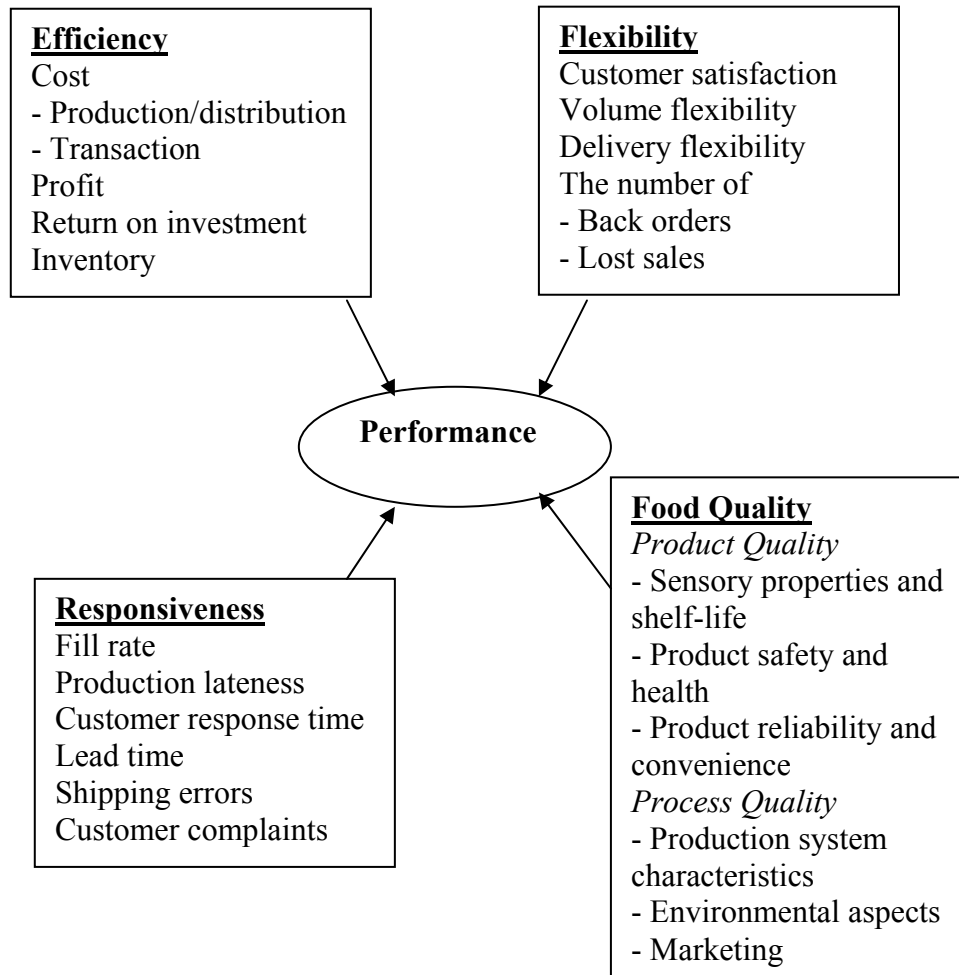 Efficiency
Cost
- Production/distribution
- Transaction
Profit
Return on investment
Inventory
Flexibility
Customer satisfaction
Volume flexibility
Delivery flexibility
The number of
- Back orders
- Lost sales
Performance
Responsiveness
Fill rate
Production lateness
Customer response time
Lead time
Shipping errors
Customer complaints
Food Quality
Product Quality
- Sensory properties and
shelf-life
- Product safety and
health
- Product reliability and
convenience
Process Quality
- Production system
characteristics
- Environmental aspects
- Marketing